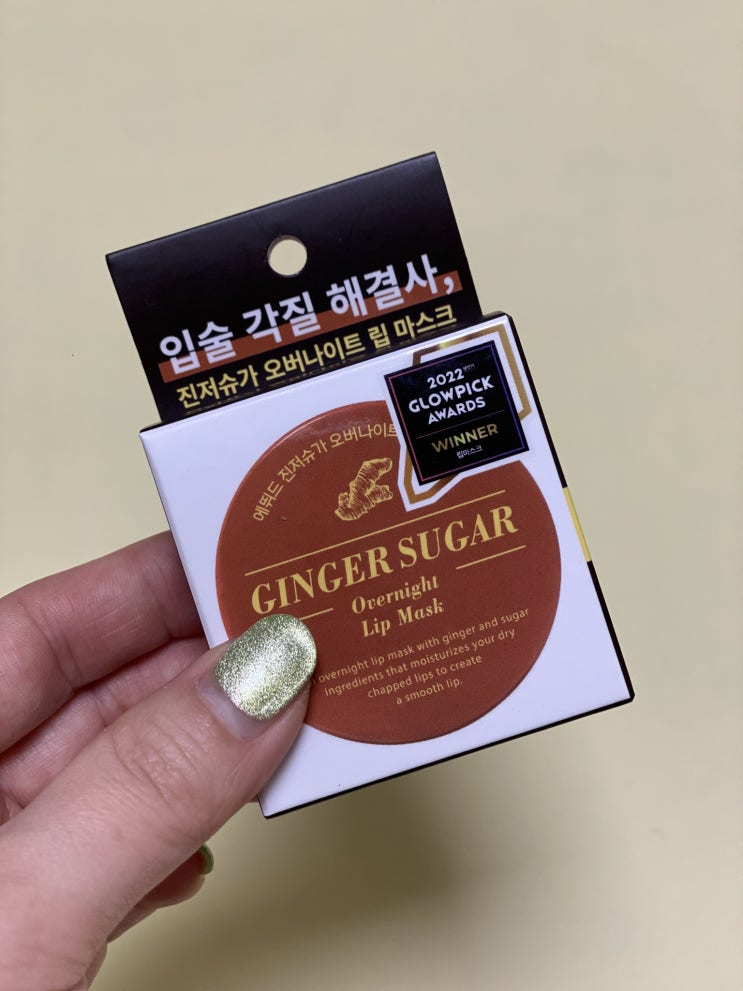 입술 각질 해결사,
진저슈가 오버나이트 립 마스크
2022
GLOWPICK
AWARDS
WINNER
립마스크
에뛰드 진저슈가 오버나이트
GINGER SUGAR
Overnight
Lip Mask
overnight lip mask with ginger and sugar
ingredients that moisturizes your dry
chapped lips to create
a smooth lip.